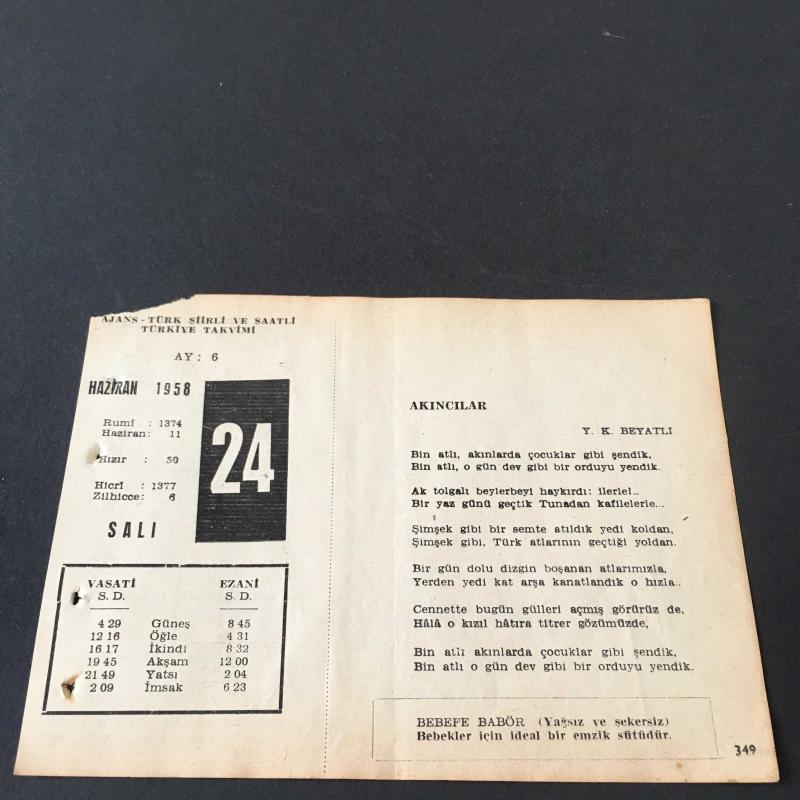 AJANS - TÜRK ŞİİRLİ VE SAATLİ
TÜRKİYE TAKVİMİ
AY : 6
HAZİRAN 1958
24
Rumî : 1374
Haziran: 11
Hızır : 50
Hicrî : 1377
Zilhicce: 6
SALI
VASATİ EZANİ
S. D. S. D.
4 29 Güneş 8 45
12 16 Öğle 4 31
16 17 İkindi 8 32
19 45 Akşam 12 00
21 49 Yatsı 2 04
2 09 İmsak 6 23
AKINCILAR
Y. K. BEYATLI
Bin atlı, akınlarda çocuklar gibi şendik,
Bin atlı, o gün dev gibi bir orduyu yendik.
Ak tolgalı beylerbeyi haykırdı: ilerle!..
Bir yaz günü geçtik Tunadan kafilelerle...
Şimşek gibi bir semte atıldık yedi koldan,
Şimşek gibi, Türk atlarının geçtiği yoldan.
Bir gün dolu dizgin boşanan atlarımızla,
Yerden yedi kat arşa kanatlandık o hızla..
Cennette bugün gülleri açmış görürüz de,
Hâlâ o kızıl hâtıra titrer gözümüzde,
Bin atlı akınlarda çocuklar gibi şendik,
Bin atlı o gün dev gibi bir orduyu yendik.
BEBEFE BABÖR (Yağsız ve şekersiz)
Bebekler için ideal bir emzik sütüdür.
349